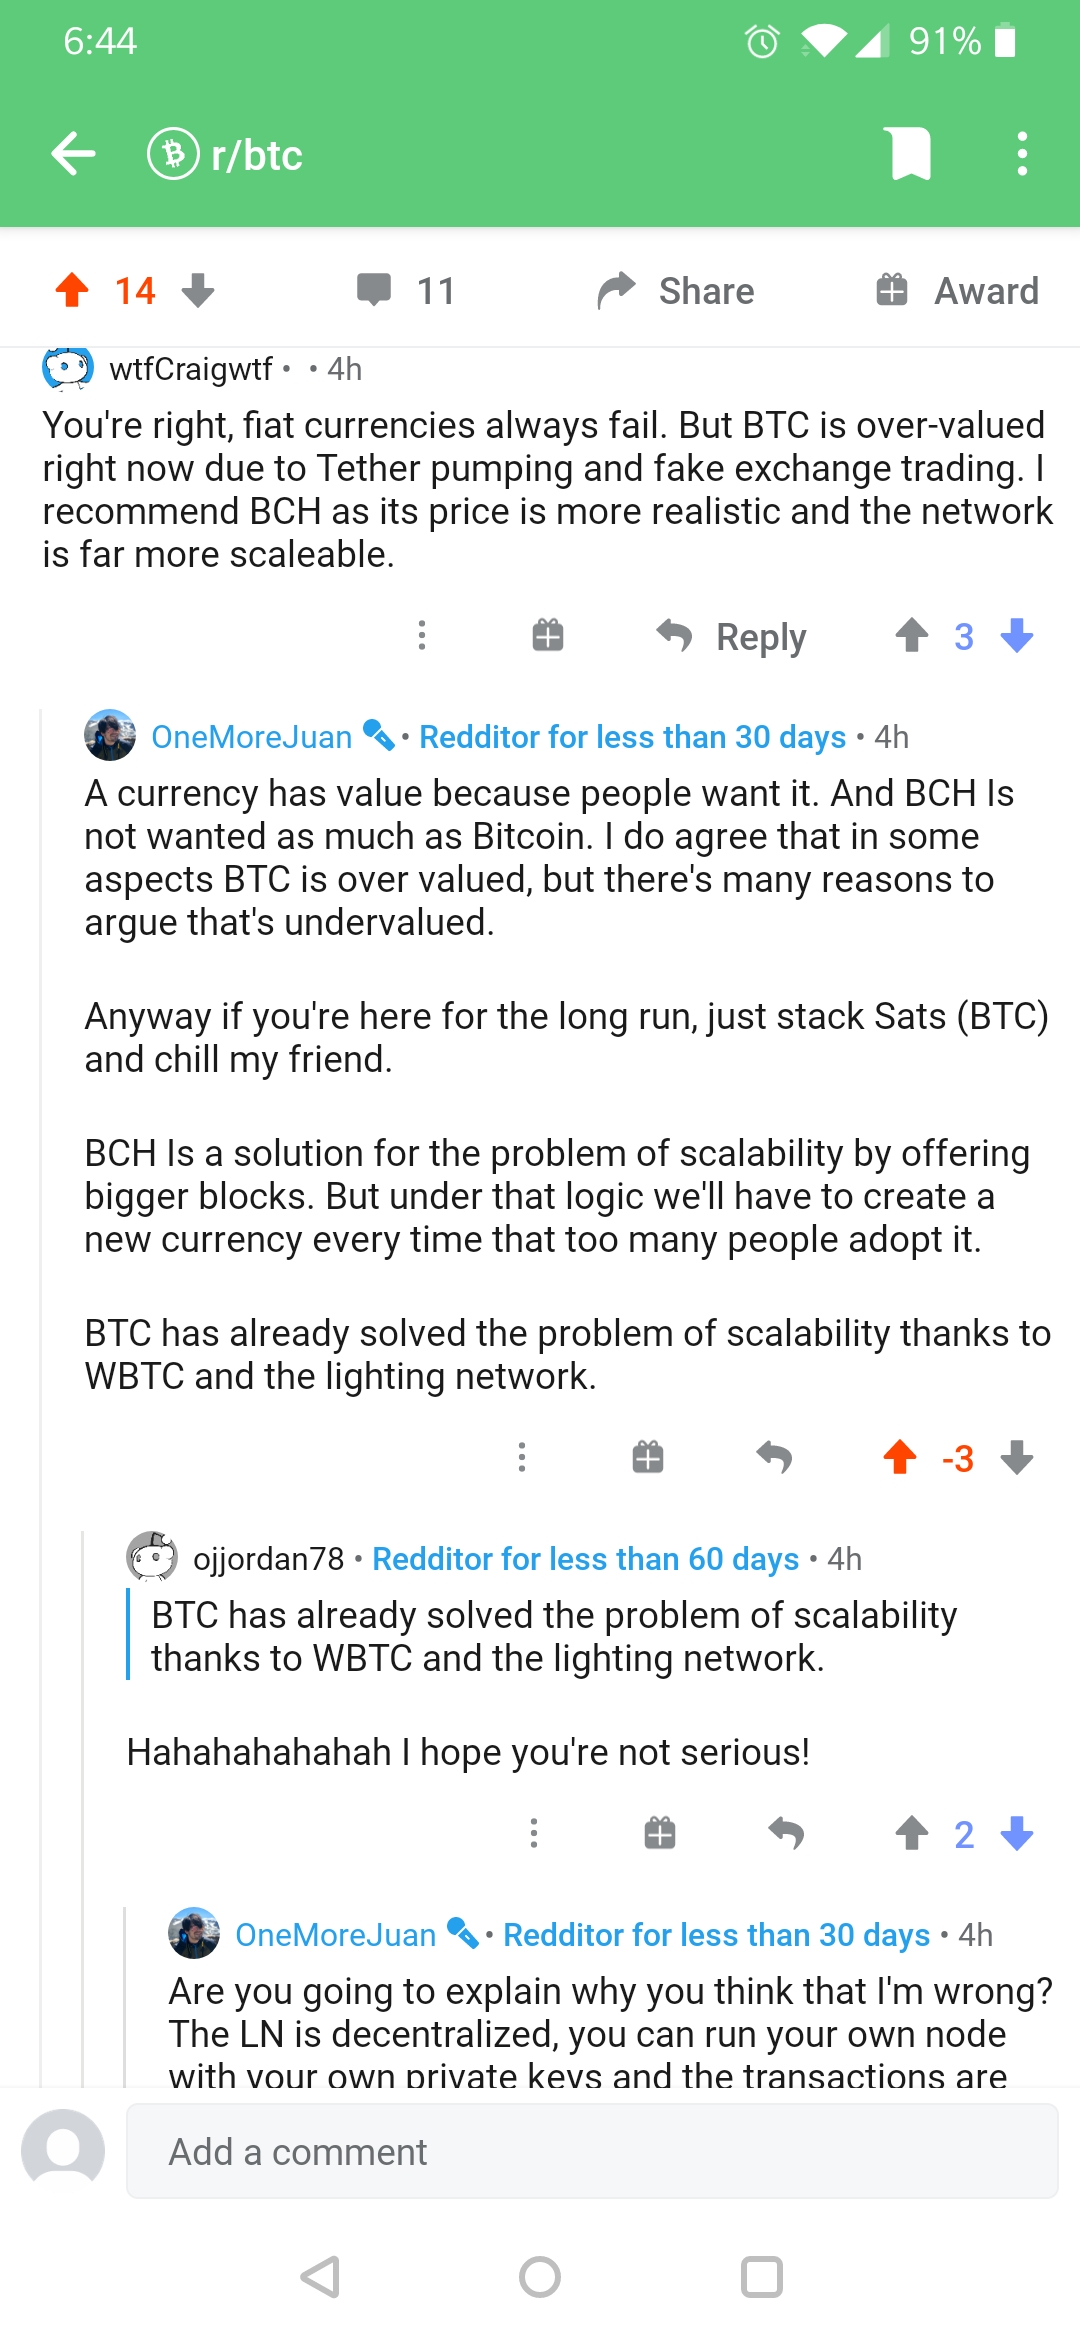 6:44
91%
r/btc
14
11
Share
Award
wtfCraigwtf • • 4h
You're right, fiat currencies always fail. But BTC is over-valued
right now due to Tether pumping and fake exchange trading. I
recommend BCH as its price is more realistic and the network
is far more scaleable.
Reply
3
OneMoreJuan • Redditor for less than 30 days • 4h
A currency has value because people want it. And BCH Is
not wanted as much as Bitcoin. I do agree that in some
aspects BTC is over valued, but there's many reasons to
argue that's undervalued.
Anyway if you're here for the long run, just stack Sats (BTC)
and chill my friend.
BCH Is a solution for the problem of scalability by offering
bigger blocks. But under that logic we'll have to create a
new currency every time that too many people adopt it.
BTC has already solved the problem of scalability thanks to
WBTC and the lighting network.
-3
ojjordan78 • Redditor for less than 60 days • 4h
BTC has already solved the problem of scalability
thanks to WBTC and the lighting network.
Hahahahahahah I hope you're not serious!
2
OneMoreJuan • Redditor for less than 30 days • 4h
Are you going to explain why you think that I'm wrong?
The LN is decentralized, you can run your own node
with your own private keys and the transactions are
Add a comment